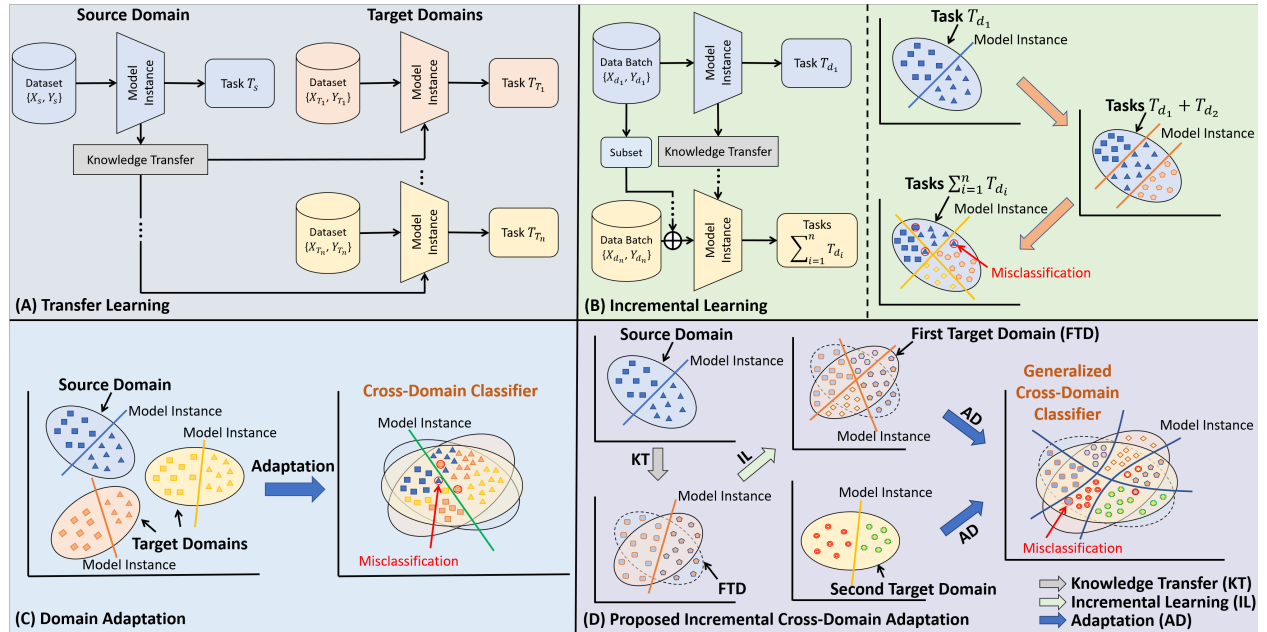 Source Domain
Target Domains
Dataset
{X_s, Y_s}
Model
Instance
Task T_s
Dataset
{X_{T_1}, Y_{T_1}}
Model
Instance
Task T_{T_1}
Knowledge Transfer
Dataset
{X_{T_n}, Y_{T_n}}
Model
Instance
Task T_{T_n}
(A) Transfer Learning
Data Batch
{X_{d_1}, Y_{d_1}}
Model
Instance
Task T_{d_1}
Subset
Knowledge Transfer
Data Batch
{X_{d_n}, Y_{d_n}}
Model
Instance
Tasks
∑_{i=1}^{n} T_{d_i}
(B) Incremental Learning
Task T_{d_1}
Model Instance
Tasks T_{d_1} + T_{d_2}
Model Instance
Tasks ∑_{i=1}^{n} T_{d_i}
Model Instance
Misclassification
Source Domain
Model Instance
Model Instance
Adaptation
Target Domains
Model Instance
Cross-Domain Classifier
Model Instance
Misclassification
(C) Domain Adaptation
Source Domain
Model Instance
KT
FTD
Model Instance
IL
First Target Domain (FTD)
Model Instance
AD
Model Instance
Second Target Domain
AD
Generalized
Cross-Domain
Classifier
Model Instance
Misclassification
Knowledge Transfer (KT)
Incremental Learning (IL)
Adaptation (AD)
(D) Proposed Incremental Cross-Domain Adaptation